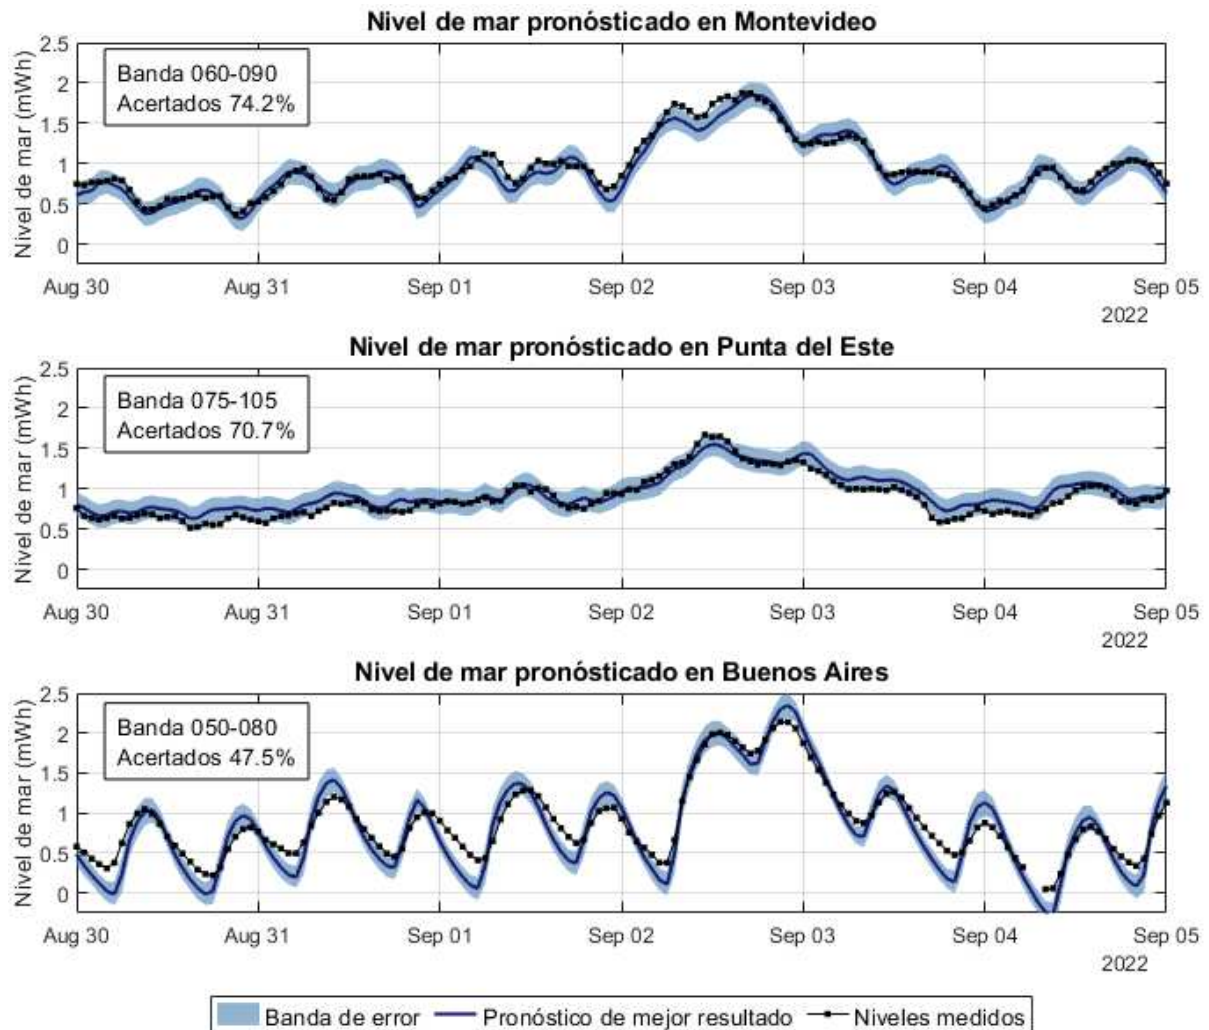 Nivel de mar pronósticado en Montevideo
Nivel de mar (mWh)
2.5
2
1.5
1
0.5
0
Banda 060-090
Acertados 74.2%
Aug 30 Aug 31 Sep 01 Sep 02 Sep 03 Sep 04 Sep 05
2022
Nivel de mar pronósticado en Punta del Este
Nivel de mar (mWh)
2.5
2
1.5
1
0.5
0
Banda 075-105
Acertados 70.7%
Aug 30 Aug 31 Sep 01 Sep 02 Sep 03 Sep 04 Sep 05
2022
Nivel de mar pronósticado en Buenos Aires
Nivel de mar (mWh)
2.5
2
1.5
1
0.5
0
Banda 050-080
Acertados 47.5%
Aug 30 Aug 31 Sep 01 Sep 02 Sep 03 Sep 04 Sep 05
2022
Banda de error Pronóstico de mejor resultado Niveles medidos